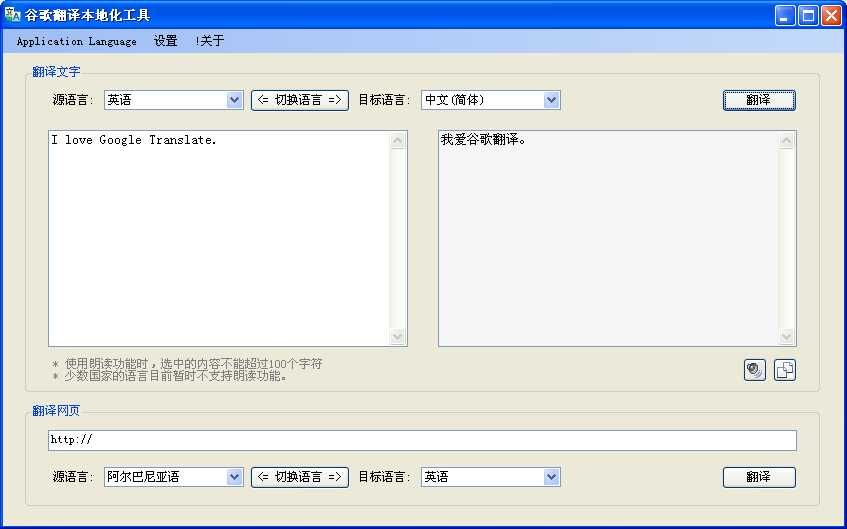 谷歌翻译本地化工具
Application Language 设置 !关于
翻译文字
源语言: 英语 <= 切换语言 => 目标语言: 中文(简体) 翻译
I love Google Translate.
我爱谷歌翻译。
* 使用朗读功能时，选中的内容不能超过100个字符
* 少数国家的语言目前暂时不支持朗读功能。
翻译网页
http://
源语言: 阿尔巴尼亚语 <= 切换语言 => 目标语言: 英语 翻译